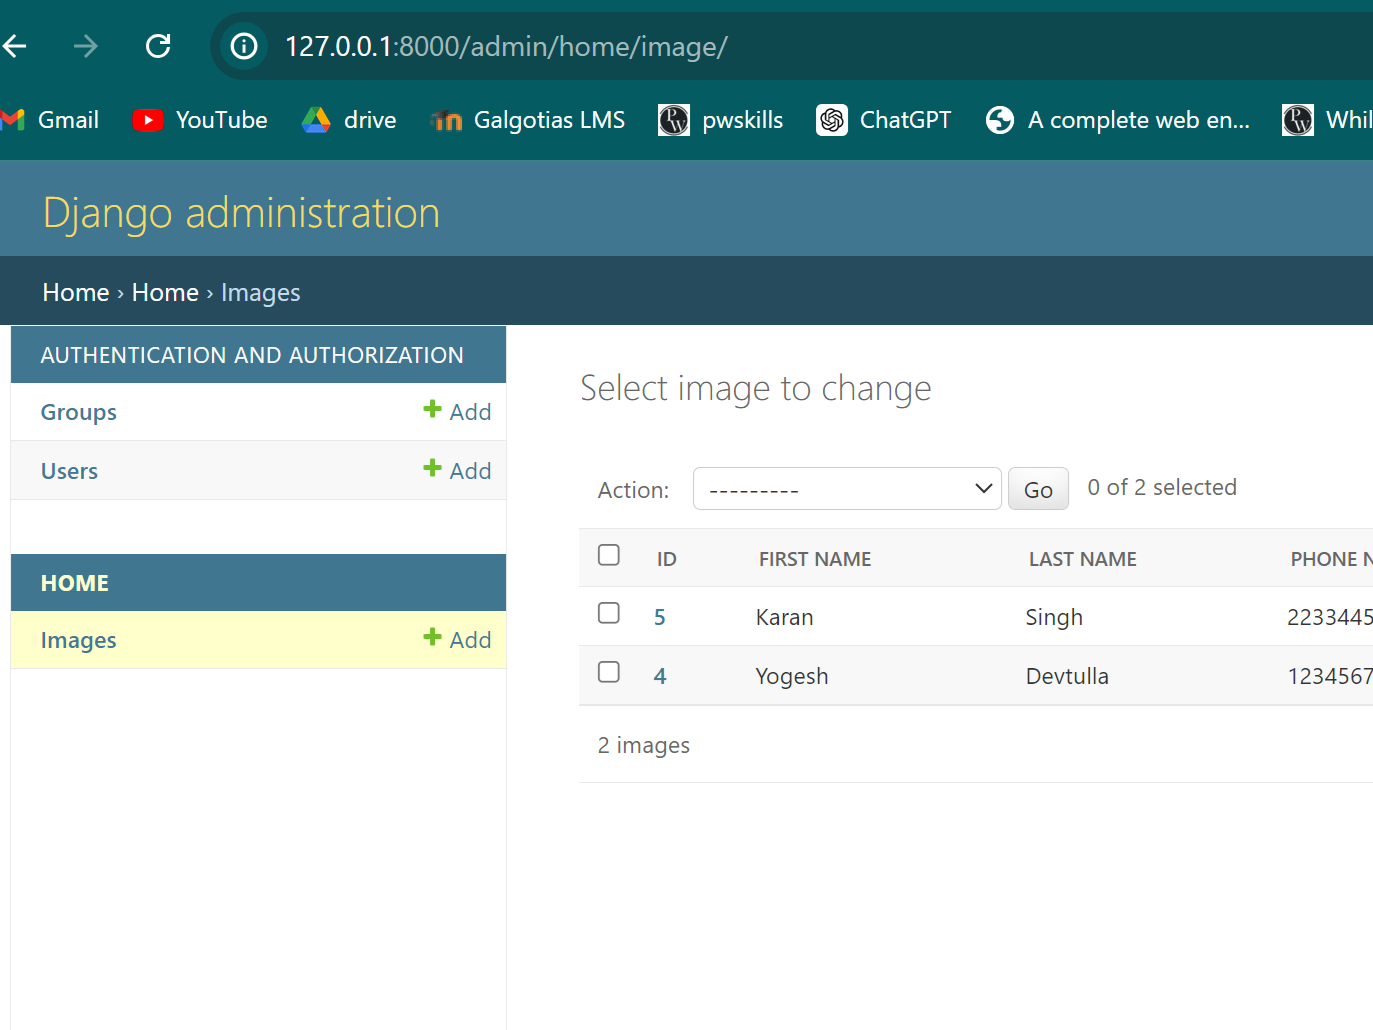 127.0.0.1:8000/admin/home/image/
Gmail YouTube drive Galgotias LMS pwskills ChatGPT A complete web en... Whil
Django administration
Home › Home › Images
AUTHENTICATION AND AUTHORIZATION
Groups Add
Users Add
HOME
Images Add
Select image to change
Action: --------- Go 0 of 2 selected
ID FIRST NAME LAST NAME PHONE N
5 Karan Singh 2233445
4 Yogesh Devtulla 1234567
2 images